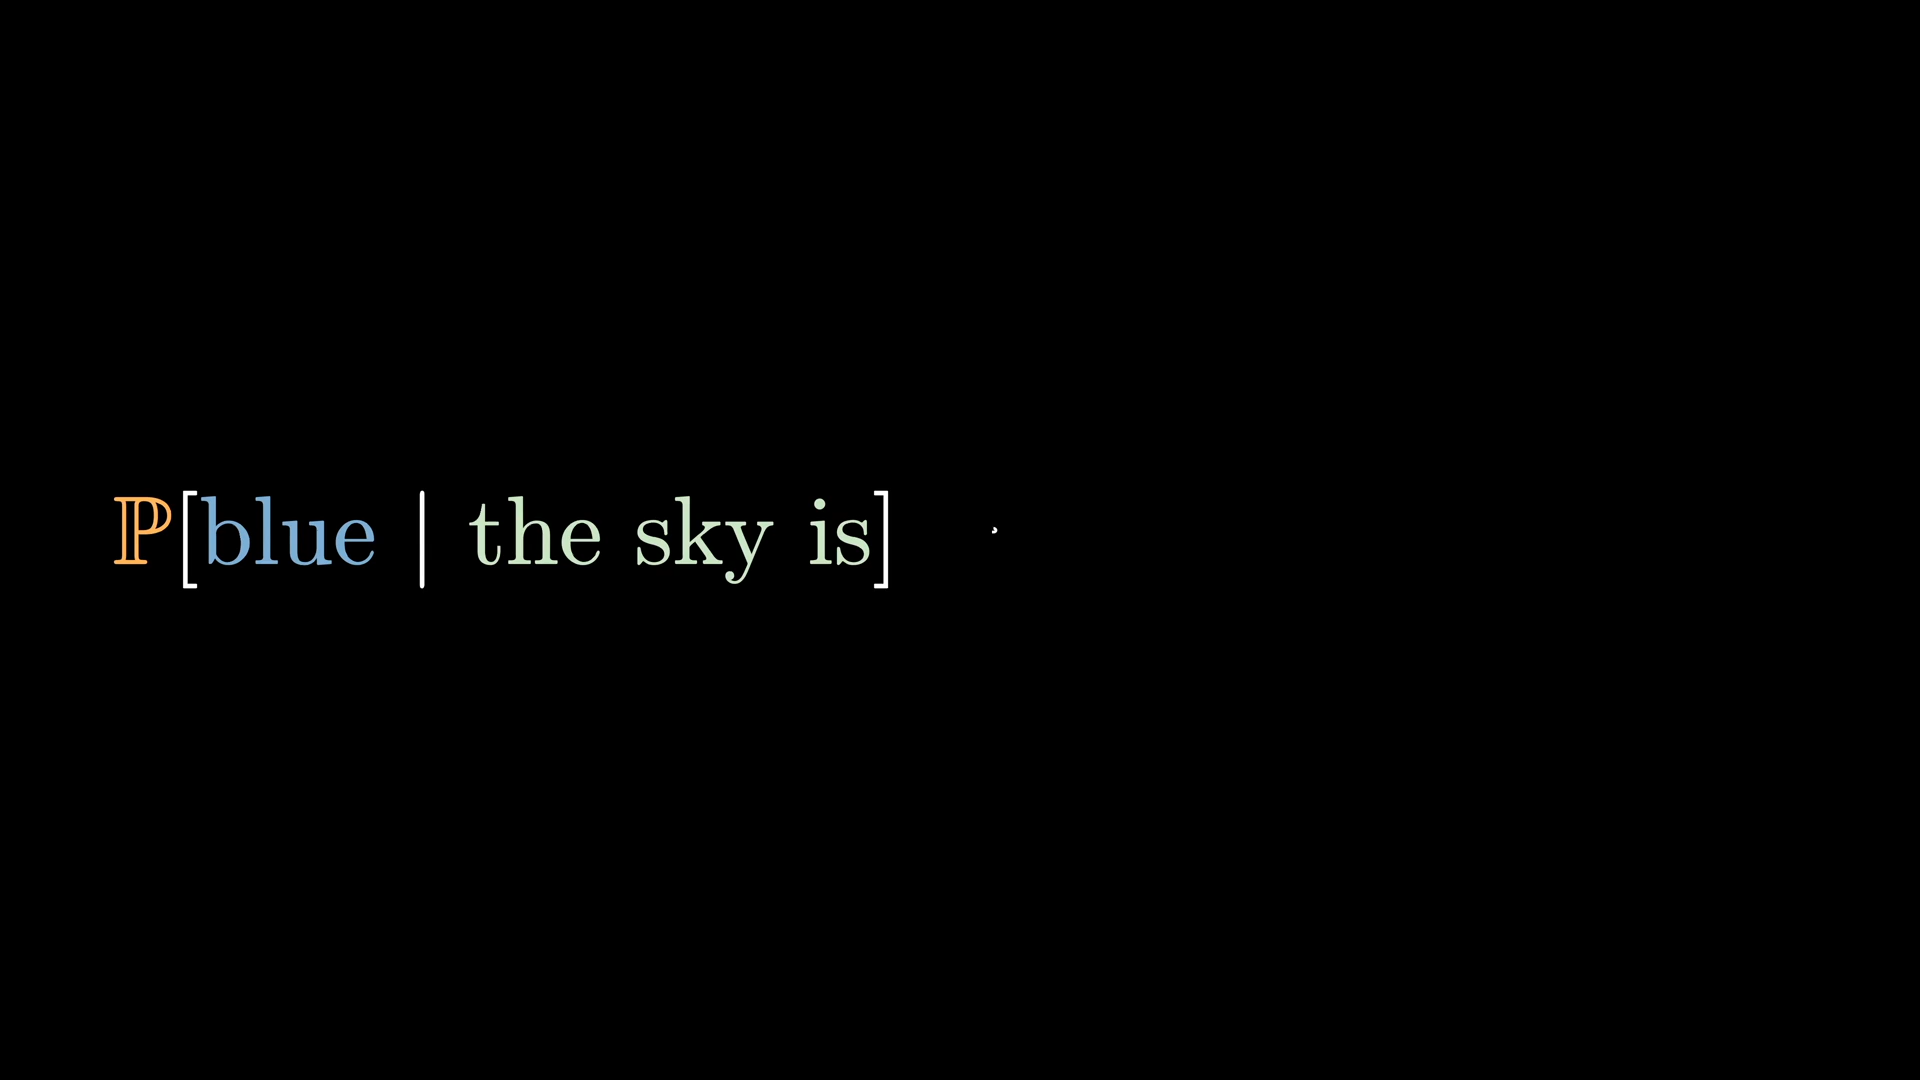 ℙ[blue | the sky is]